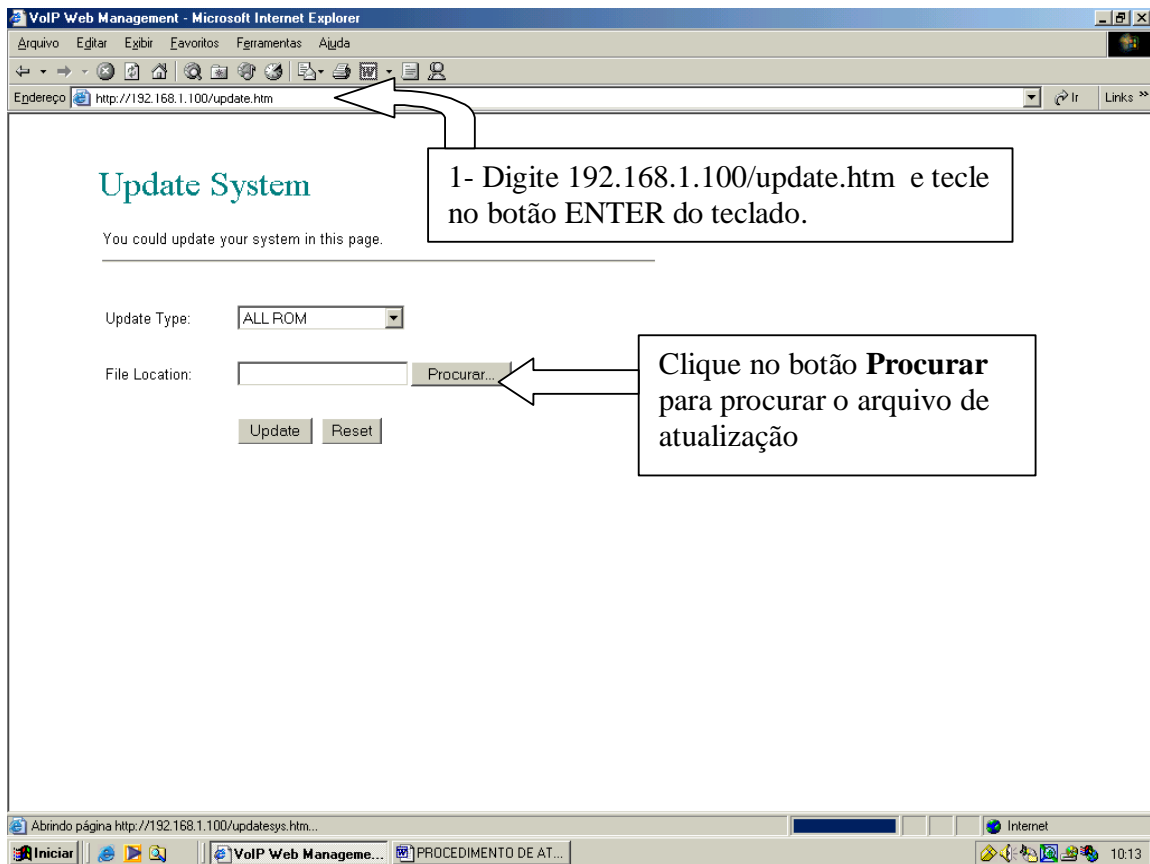 VoIP Web Management - Microsoft Internet Explorer
Arquivo Editar Exibir Favoritos Ferramentas Ajuda
Endereço http://192.168.1.100/update.htm Ir Links »
1- Digite 192.168.1.100/update.htm e tecle
no botão ENTER do teclado.
Update System
You could update your system in this page.
Update Type: ALL ROM
File Location: Procurar...
Clique no botão Procurar
para procurar o arquivo de
atualização
Update Reset
Abrindo página http://192.168.1.100/updatesys.htm... Internet
Iniciar VoIP Web Manageme... PROCEDIMENTO DE AT... 10:13